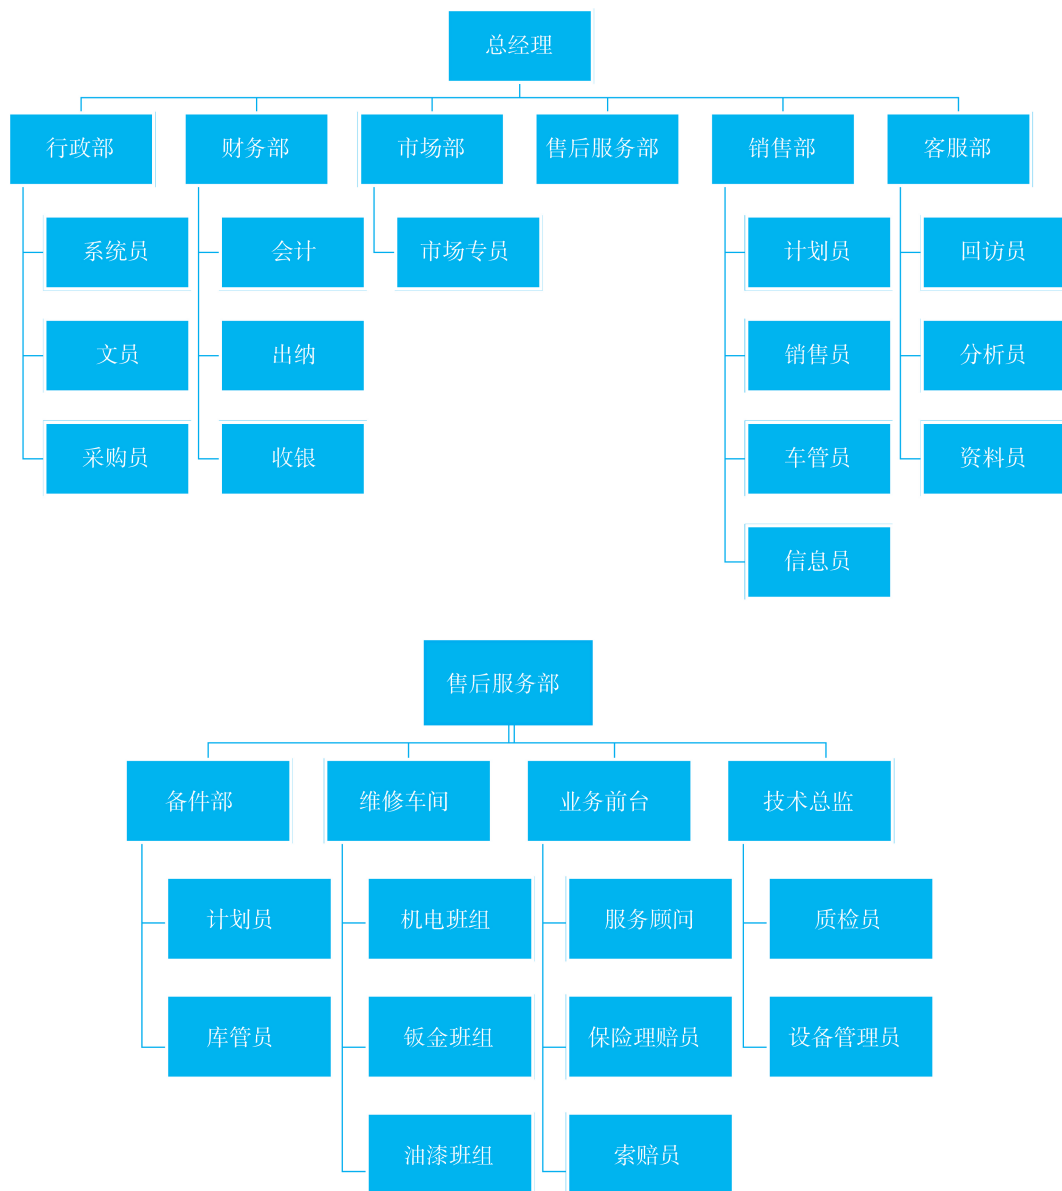 总经理
行政部
财务部
市场部
售后服务部
销售部
客服部
系统员
会计
市场专员
计划员
回访员
文员
出纳
销售员
分析员
采购员
收银
车管员
资料员
信息员
售后服务部
备件部
维修车间
业务前台
技术总监
计划员
机电班组
服务顾问
质检员
库管员
钣金班组
保险理赔员
设备管理员
油漆班组
索赔员